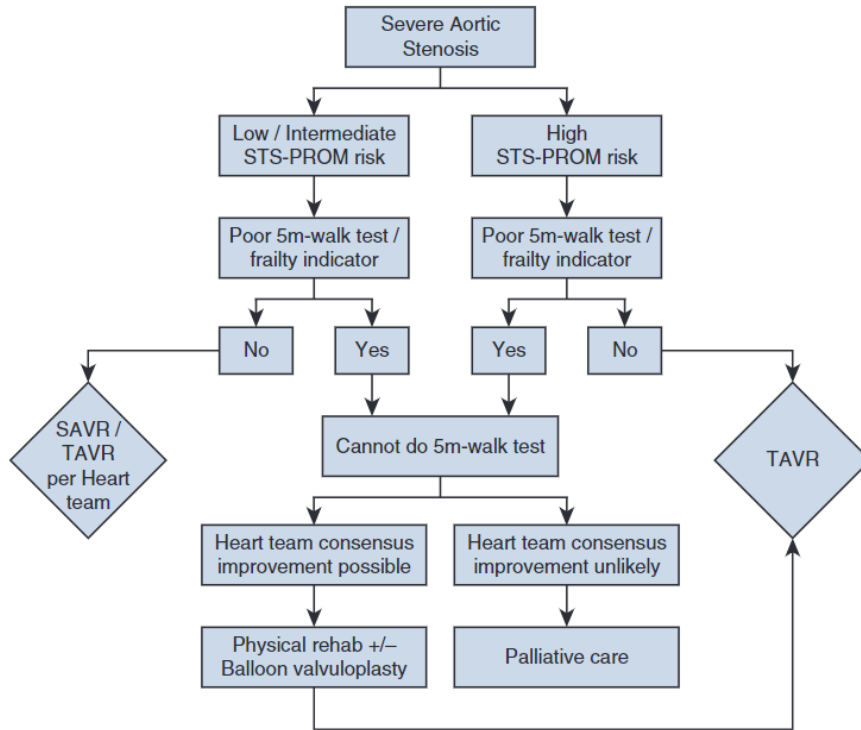 Severe Aortic
Stenosis
Low / Intermediate
STS-PROM risk
High
STS-PROM risk
Poor 5m-walk test /
frailty indicator
Poor 5m-walk test /
frailty indicator
No
Yes
Yes
No
SAVR /
TAVR
per Heart
team
Cannot do 5m-walk test
TAVR
Heart team consensus
improvement possible
Heart team consensus
improvement unlikely
Physical rehab +/–
Balloon valvuloplasty
Palliative care